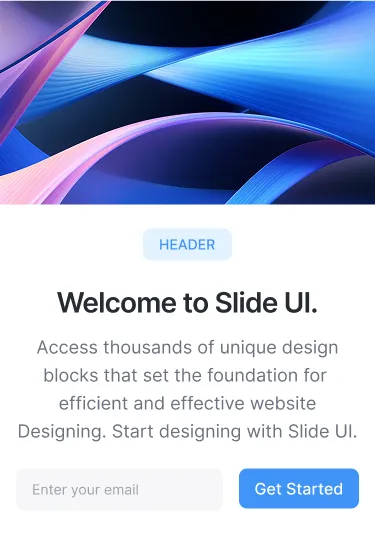 HEADER
Welcome to Slide UI.
Access thousands of unique design
blocks that set the foundation for
efficient and effective website
Designing. Start designing with Slide UI.
Enter your email
Get Started